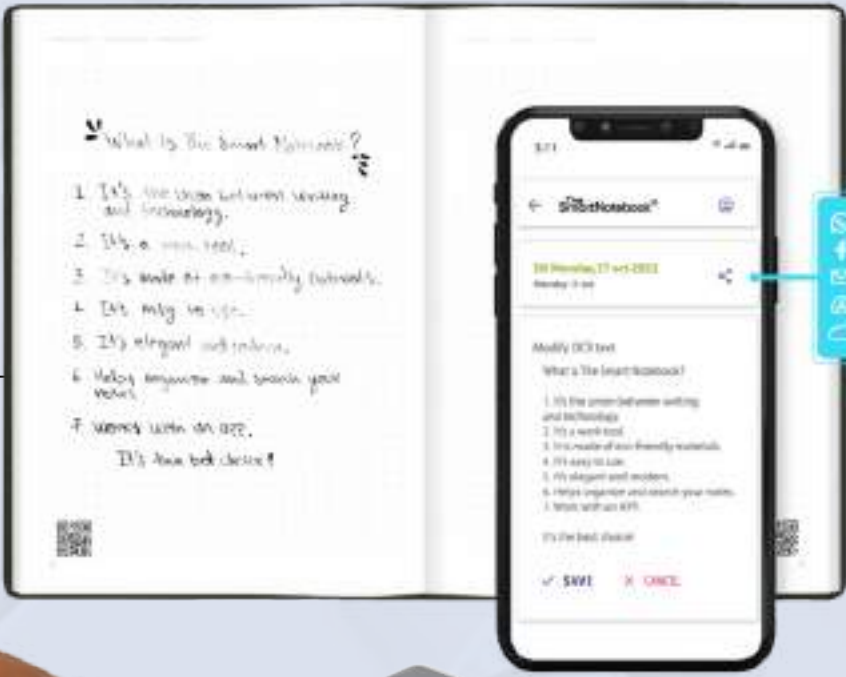 What Is The Smart Notebook?
1. It's the union between writing
and technology.
2. It's a work tool.
3. It's made of eco-friendly materials.
4. It's easy to use.
5. It's elegant and modern.
6. Helps organize and search your
notes.
7. Works with an APP.
It's the best choice!
The
SmartNotebook®
Monday, 17 oct 2022
Modify OCR text
What is The Smart Notebook?
1. It's the union between writing
and technology.
2. It's a work tool.
3. It is made of eco-friendly materials.
4. It's easy to use.
5. It's elegant and modern.
6. Helps organize and search your notes.
7. Work with an APP.
It's the best choice!
SAVE
CANCEL